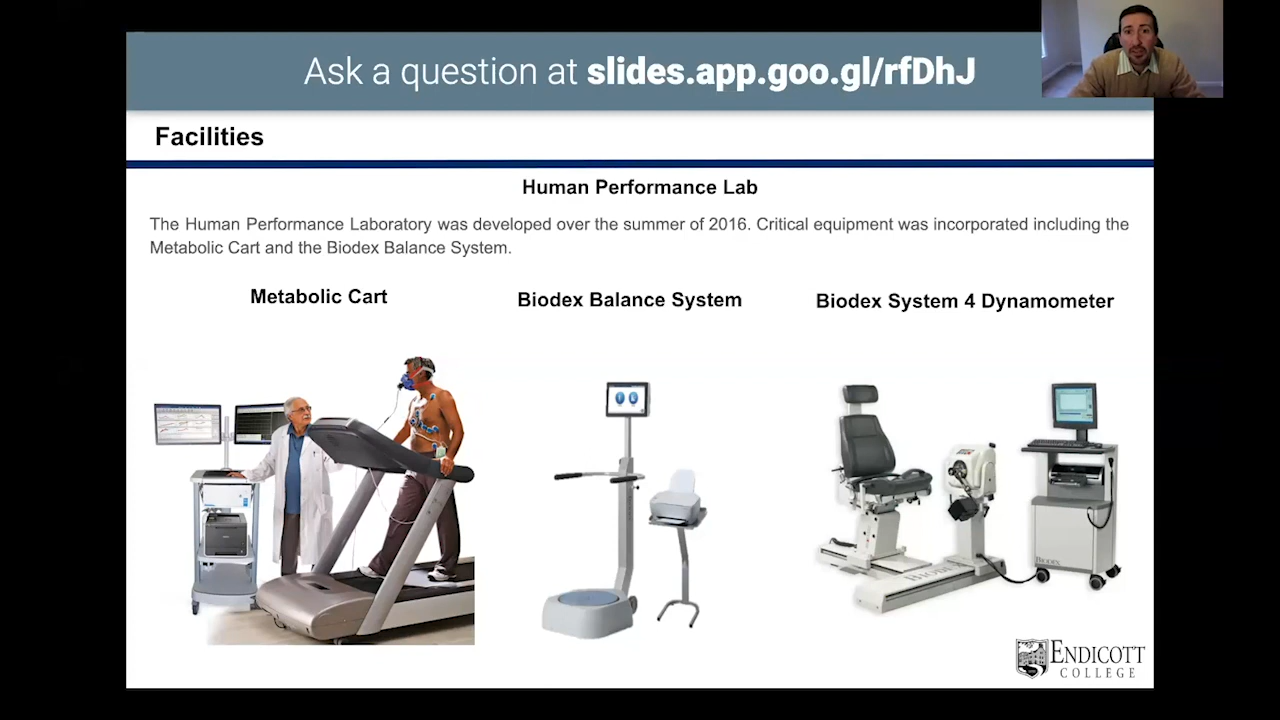 Ask a question at slides.app.goo.gl/rfDhJ
Facilities
Human Performance Lab
The Human Performance Laboratory was developed over the summer of 2016. Critical equipment was incorporated including the
Metabolic Cart and the Biodex Balance System.
Metabolic Cart
Biodex Balance System
Biodex System 4 Dynamometer
BIODEX
BIODEX
ENDICOTT
COLLEGE